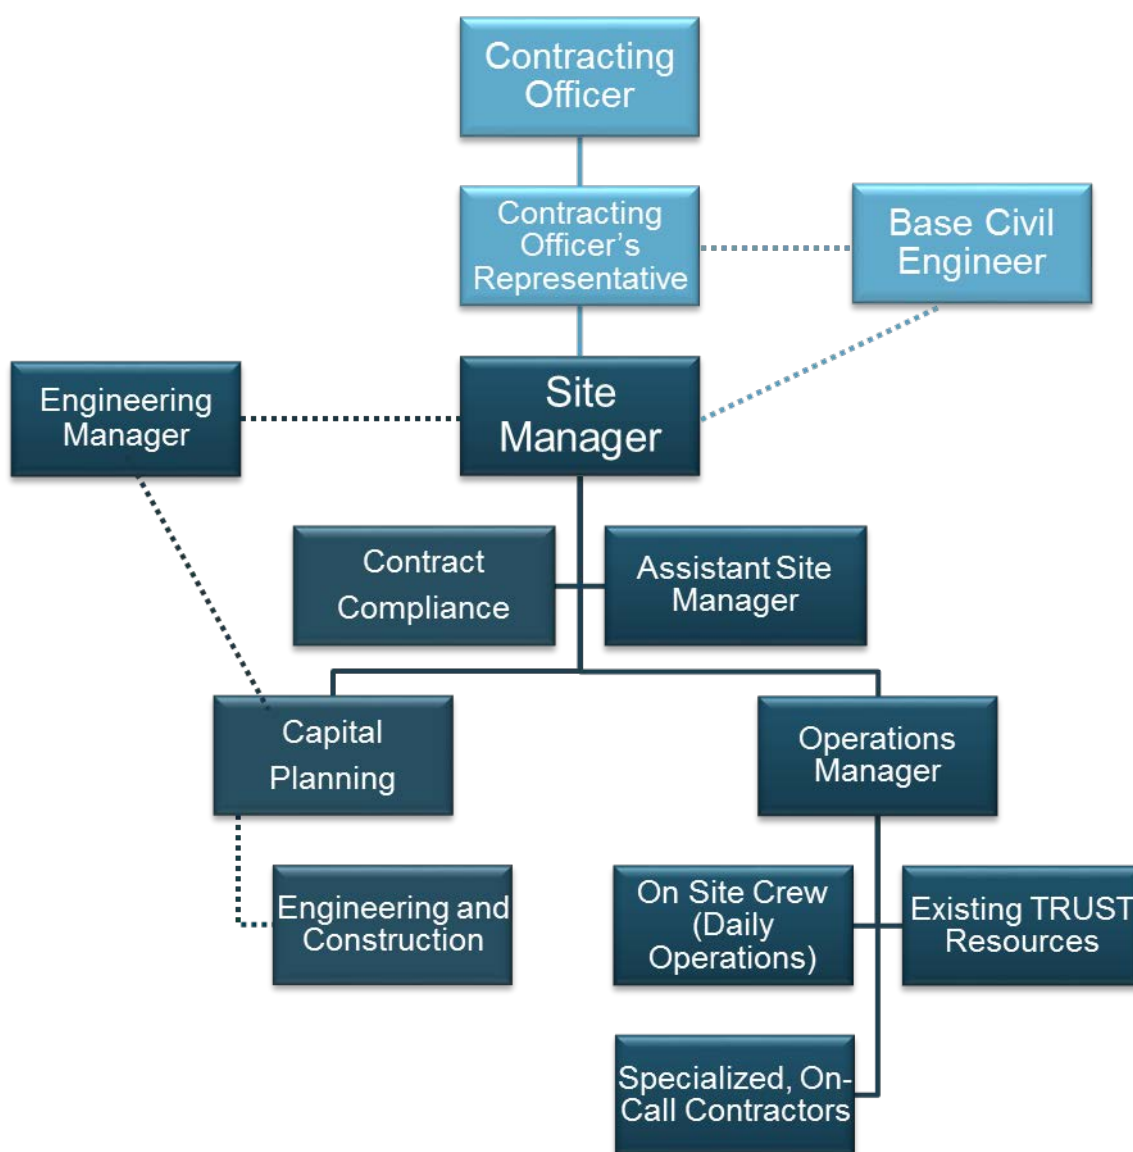 Contracting
Officer
Contracting
Officer’s
Representative
Base Civil
Engineer
Engineering
Manager
Site
Manager
Contract
Compliance
Assistant Site
Manager
Capital
Planning
Operations
Manager
Engineering and
Construction
On Site Crew
(Daily
Operations)
Existing TRUST
Resources
Specialized, On-
Call Contractors